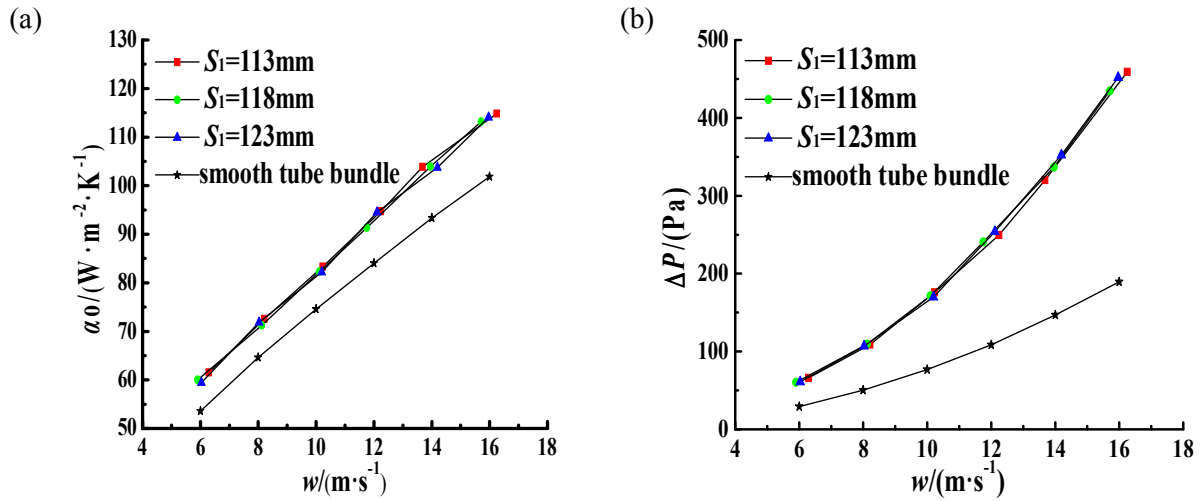 (a)
130
120
110
100
90
80
70
60
50
αo/(W·m⁻²·K⁻¹)
S1=113mm
S1=118mm
S1=123mm
smooth tube bundle
4 6 8 10 12 14 16 18
w/(m·s⁻¹)
(b)
500
400
300
200
100
0
ΔP/(Pa)
S1=113mm
S1=118mm
S1=123mm
smooth tube bundle
4 6 8 10 12 14 16 18
w/(m·s⁻¹)